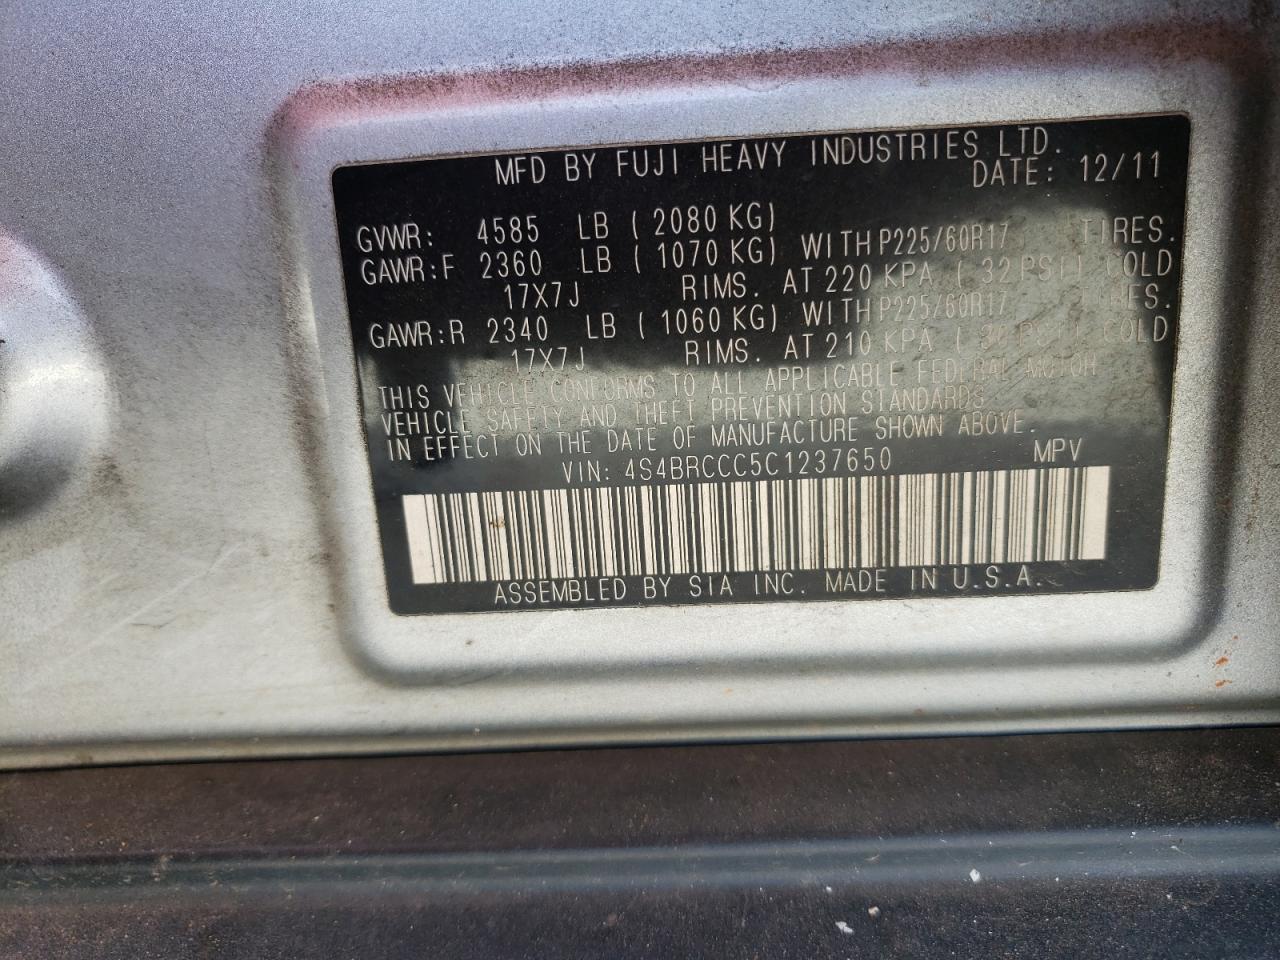 MFD BY FUJI HEAVY INDUSTRIES LTD.
DATE: 12/11
GVWR: 4585 LB ( 2080 KG)
GAWR:F 2360 LB ( 1070 KG) WITH P225/60R17 TIRES.
17X7J RIMS. AT 220 KPA ( 32 PSI) COLD
GAWR:R 2340 LB ( 1060 KG) WITH P225/60R17 TIRES.
17X7J RIMS. AT 210 KPA ( 30 PSI) COLD
THIS VEHICLE CONFORMS TO ALL APPLICABLE FEDERAL MOTOR
VEHICLE SAFETY AND THEFT PREVENTION STANDARDS
IN EFFECT ON THE DATE OF MANUFACTURE SHOWN ABOVE.
VIN: 4S4BRCCC5C1237650 MPV
ASSEMBLED BY SIA INC. MADE IN U.S.A.